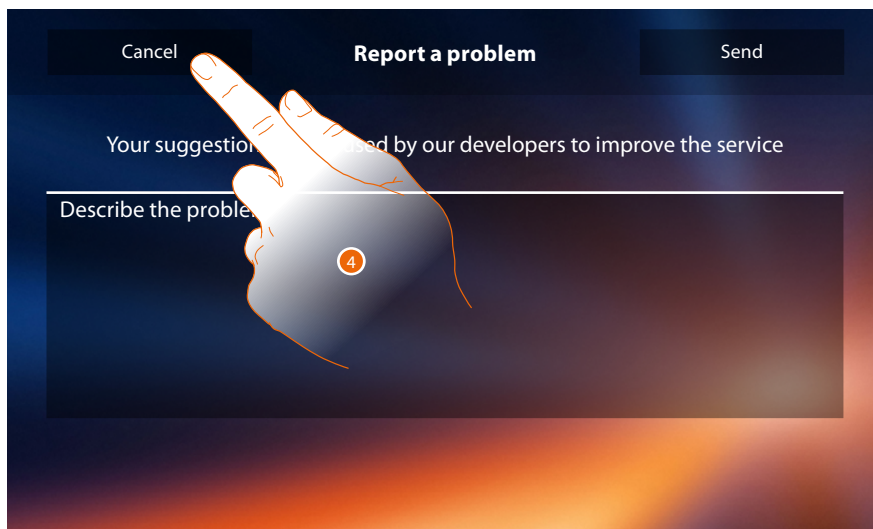 Cancel Report a problem Send
Your suggestion used by our developers to improve the service
Describe the proble
4